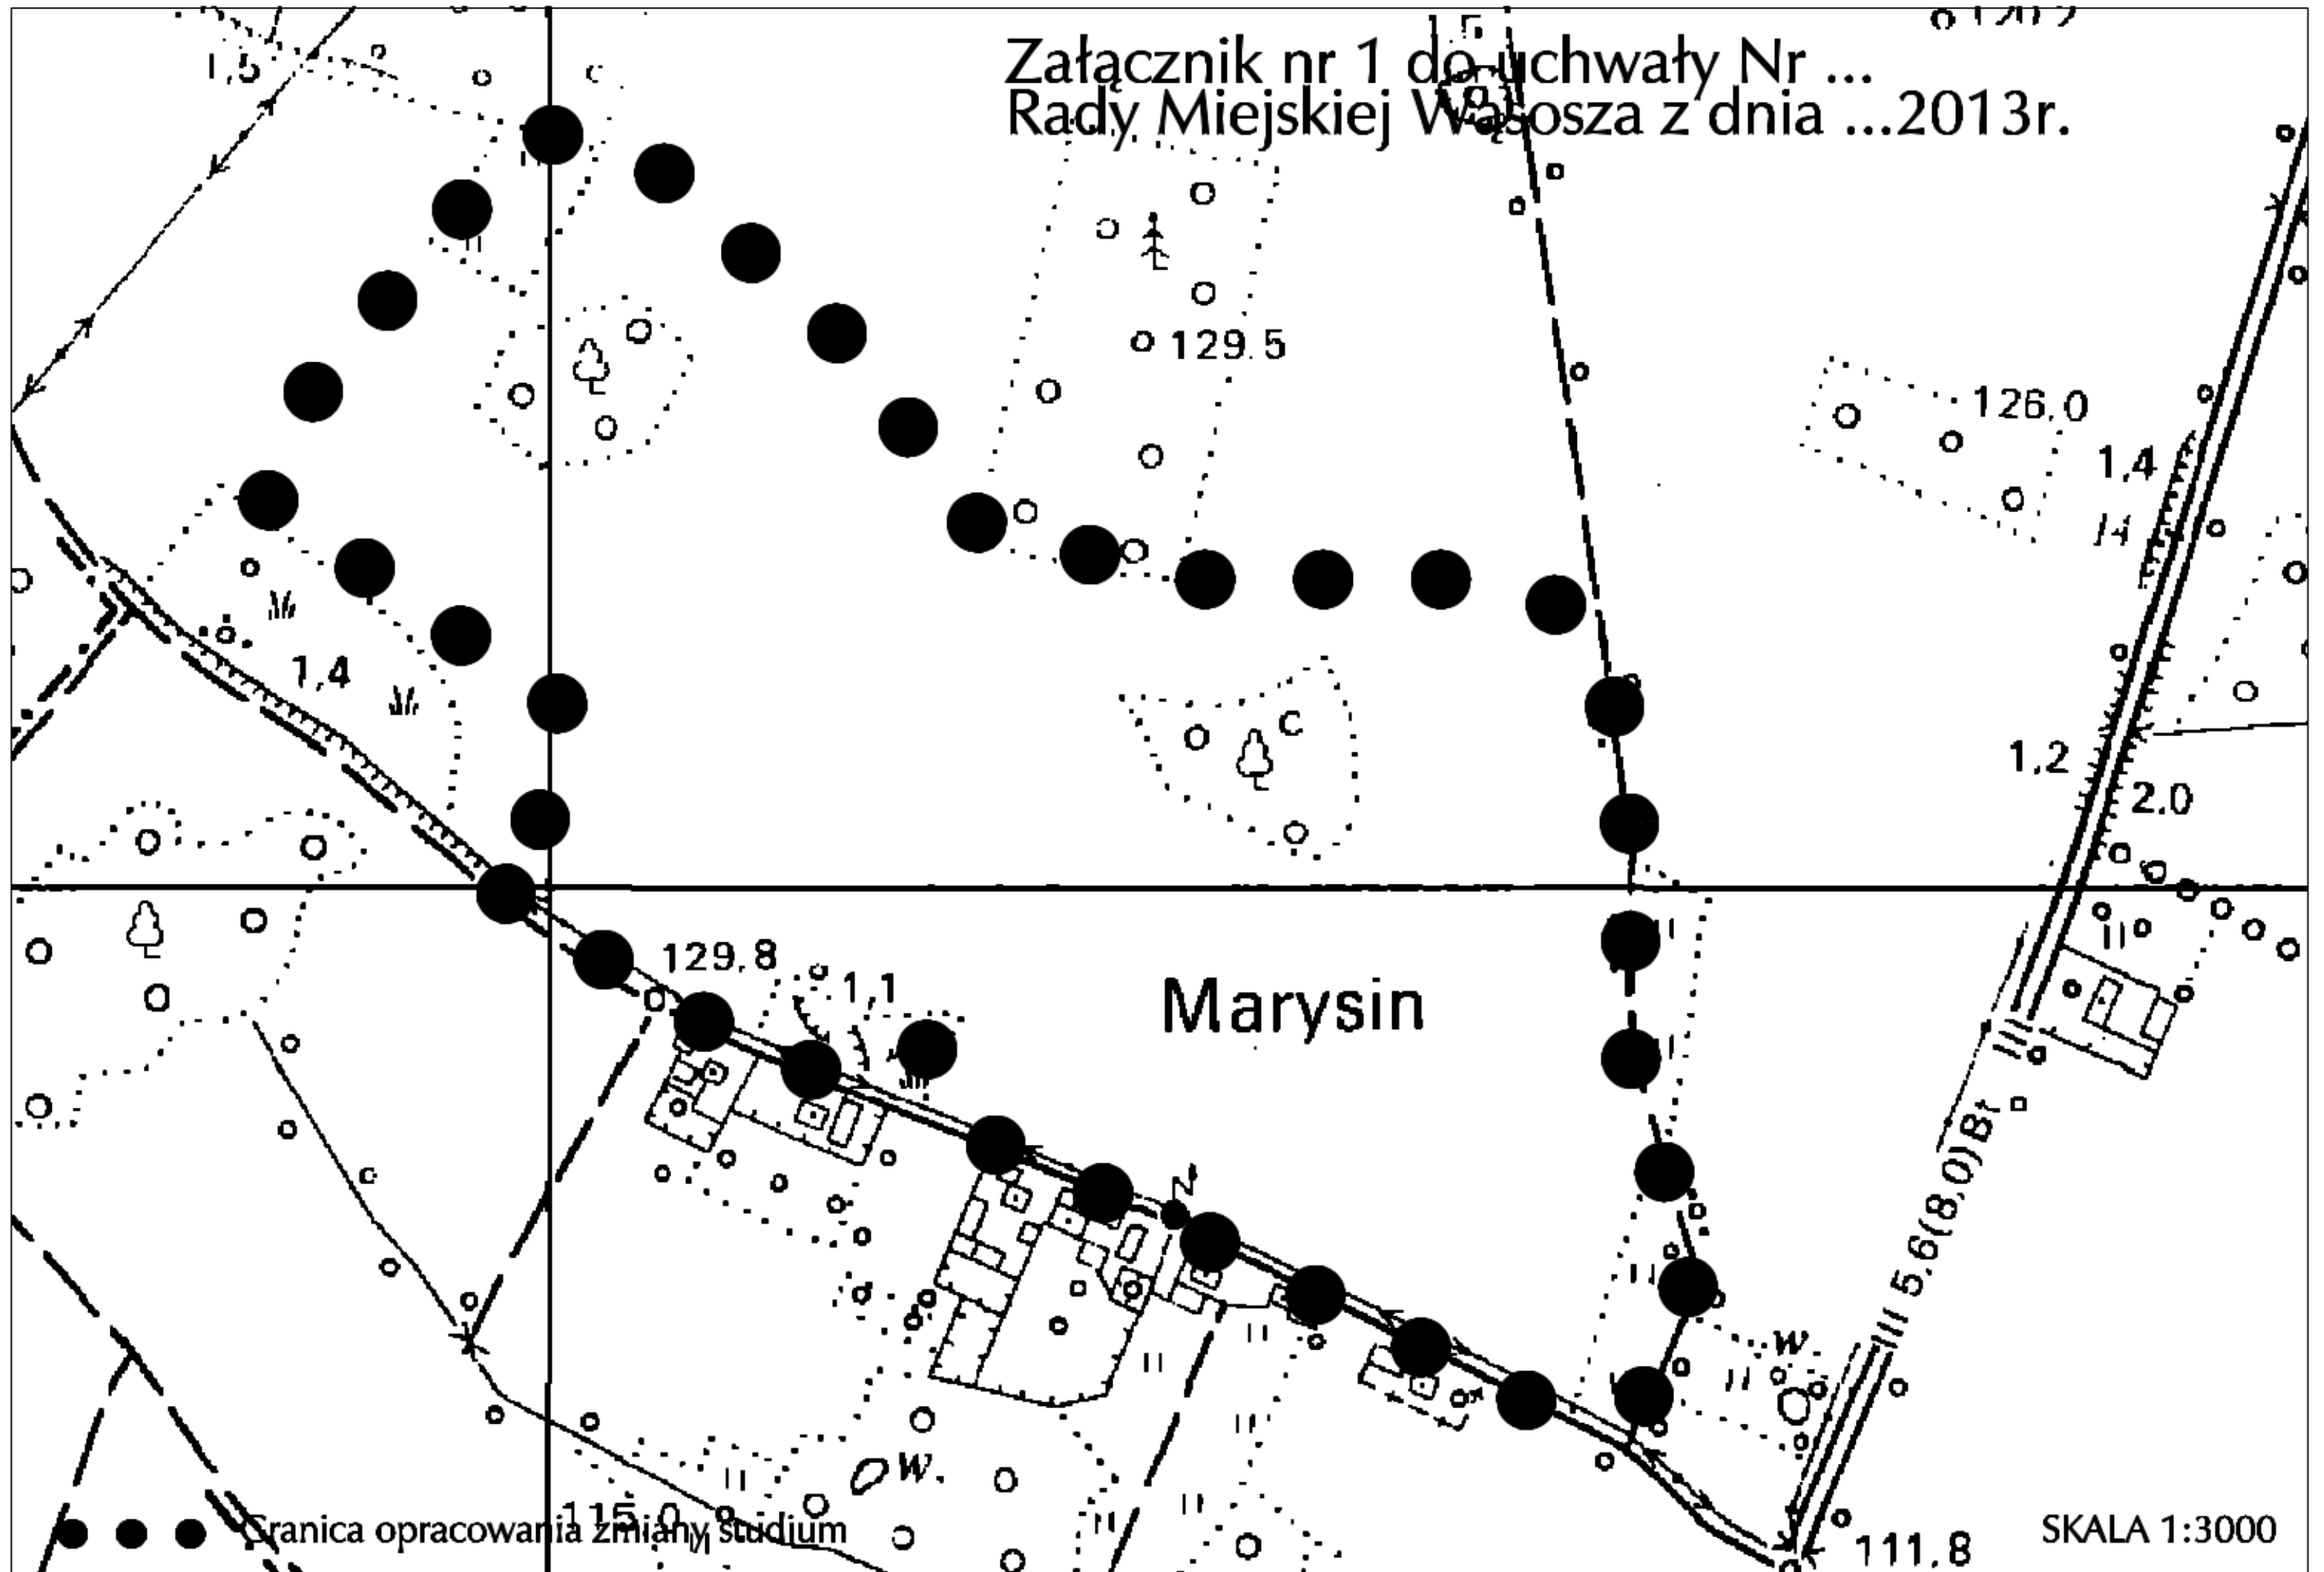 1,5
Załącznik nr 1 do uchwały Nr ...
Rady Miejskiej Wąsosza z dnia ...2013r.
129.5
126.0
1,4
1,4
1,2
2.0
129,8
1,1
Marysin
5,6(8,0)Bt
w.
W.
115,0
Granica opracowania zmiany studium
SKALA 1:3000
111.8